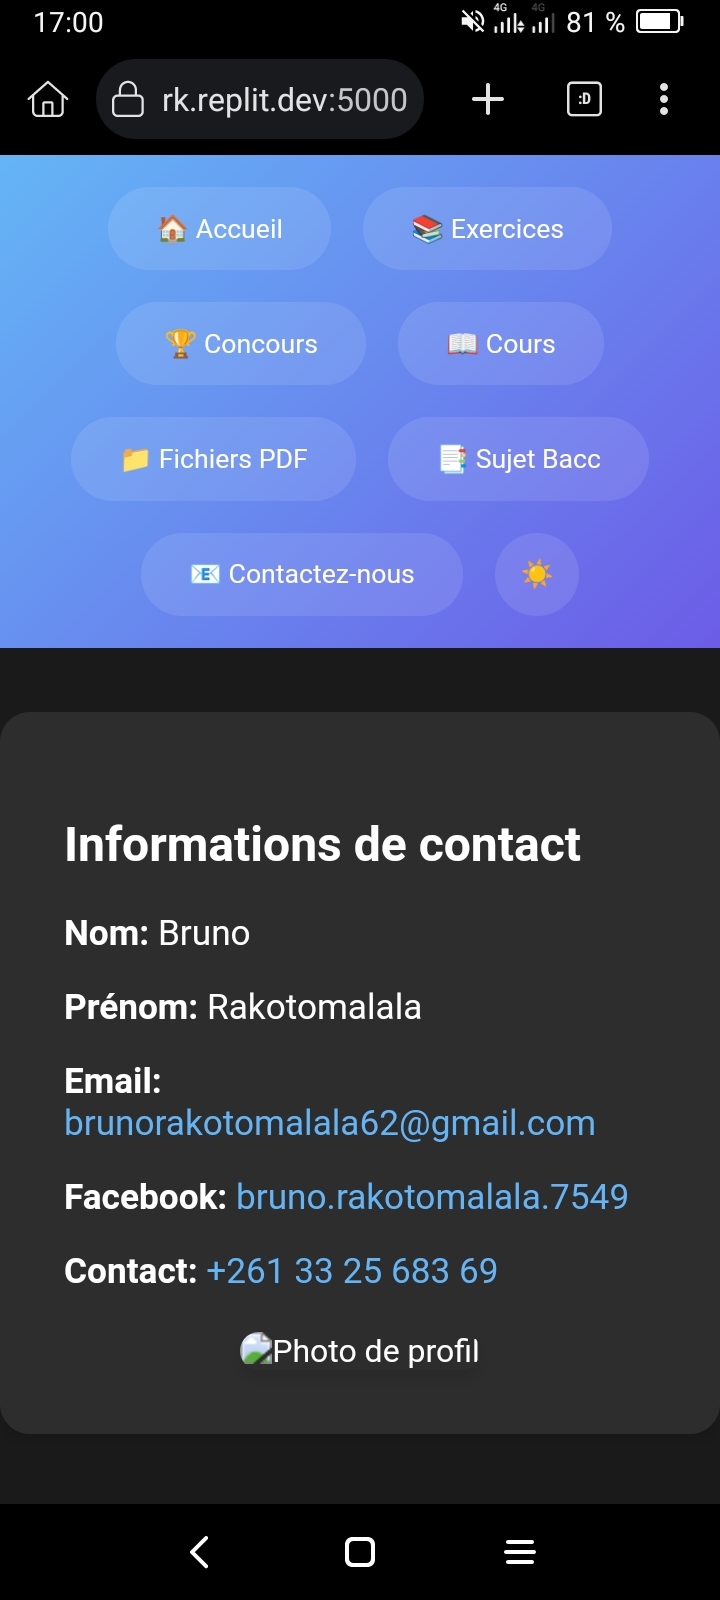 17:00 4G 4G 81 %
rk.replit.dev:5000 :D
🏠 Accueil 📚 Exercices
🏆 Concours 📖 Cours
📁 Fichiers PDF 📑 Sujet Bacc
📧 Contactez-nous ☀️
Informations de contact
Nom: Bruno
Prénom: Rakotomalala
Email:
brunorakotomalala62@gmail.com
Facebook: bruno.rakotomalala.7549
Contact: +261 33 25 683 69
Photo de profil